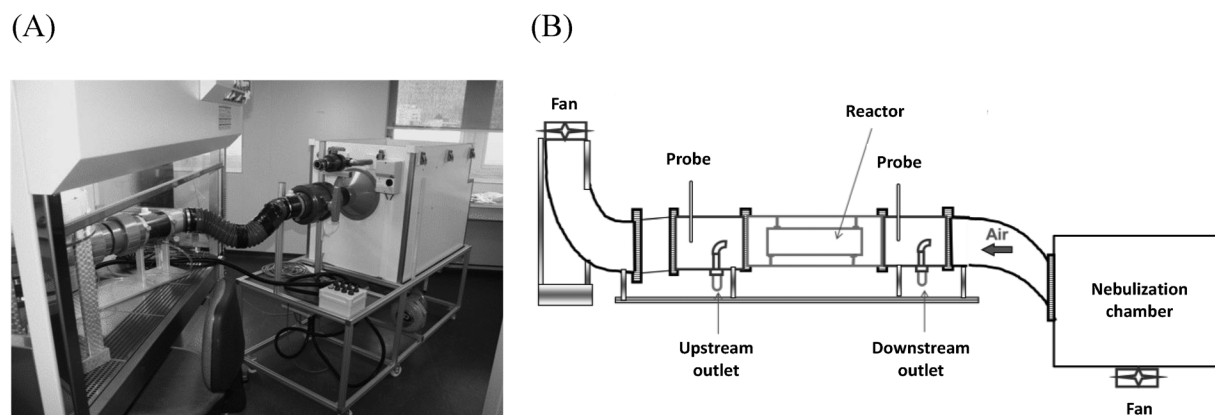 (A)
(B)
Fan
Reactor
Probe
Probe
Air
Nebulization
chamber
Upstream
outlet
Downstream
outlet
Fan